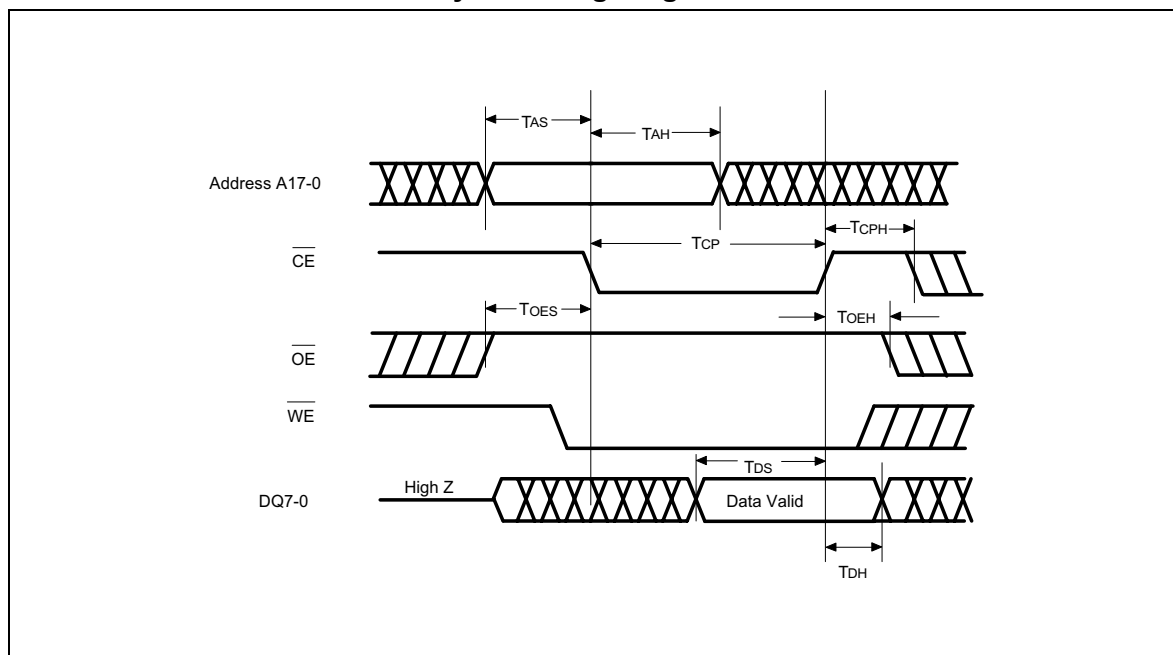 TAS
TAH
Address A17-0
TCP
TCPH
CE
TOES
TOEH
OE
WE
TDS
High Z
Data Valid
DQ7-0
TDH